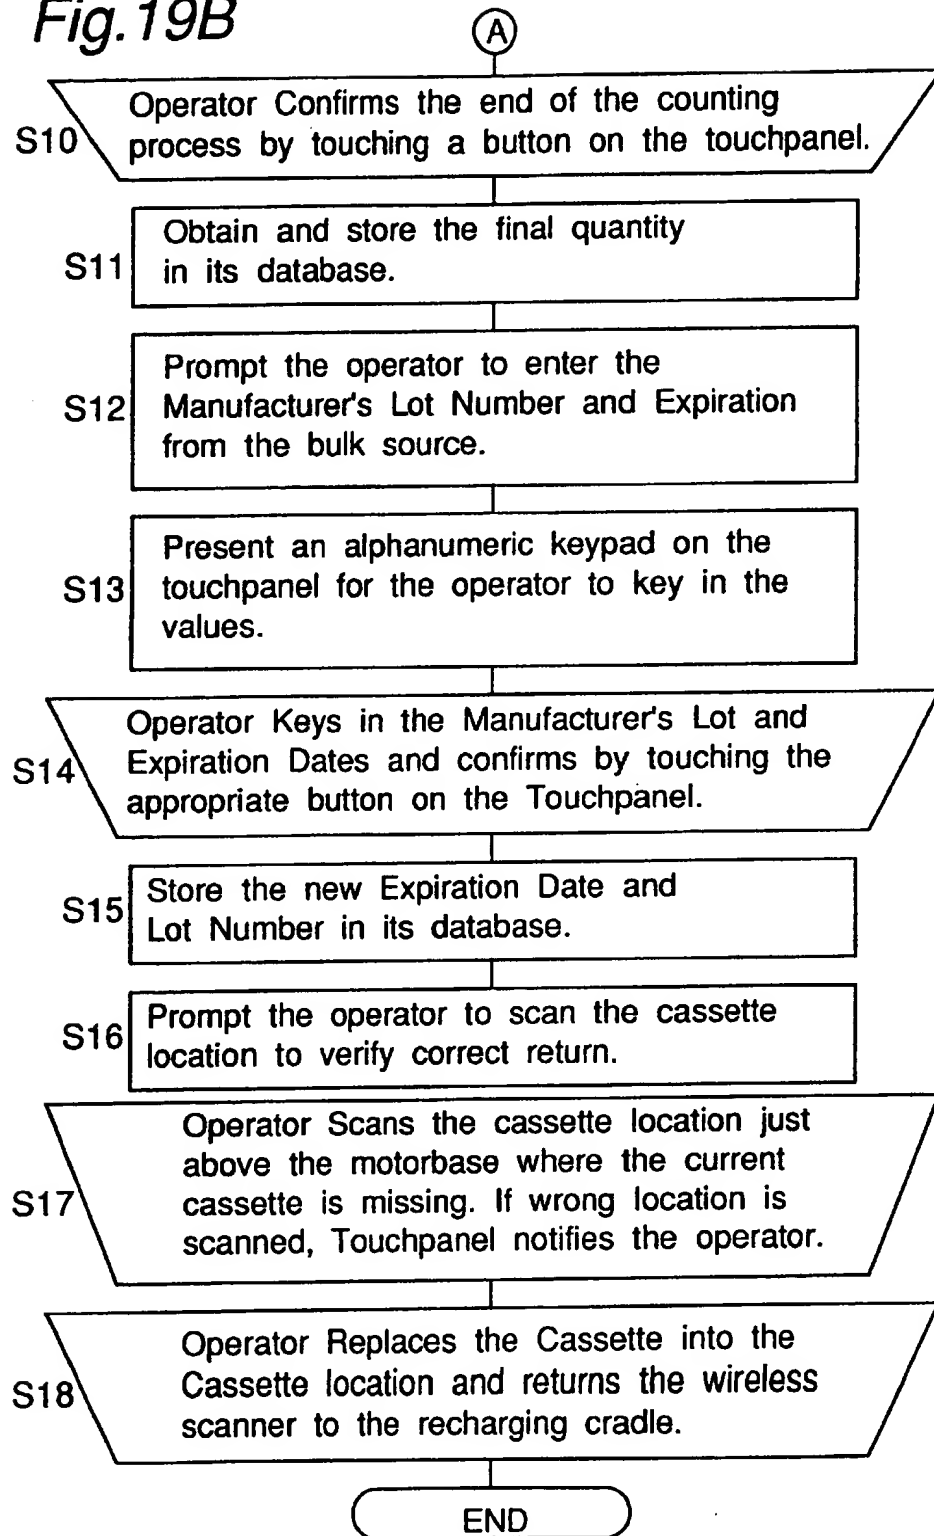 Fig. 19B
A
S10
Operator Confirms the end of the counting
process by touching a button on the touchpanel.
S11
Obtain and store the final quantity
in its database.
S12
Prompt the operator to enter the
Manufacturer's Lot Number and Expiration
from the bulk source.
S13
Present an alphanumeric keypad on the
touchpanel for the operator to key in the
values.
S14
Operator Keys in the Manufacturer's Lot and
Expiration Dates and confirms by touching the
appropriate button on the Touchpanel.
S15
Store the new Expiration Date and
Lot Number in its database.
S16
Prompt the operator to scan the cassette
location to verify correct return.
S17
Operator Scans the cassette location just
above the motorbase where the current
cassette is missing. If wrong location is
scanned, Touchpanel notifies the operator.
S18
Operator Replaces the Cassette into the
Cassette location and returns the wireless
scanner to the recharging cradle.
END